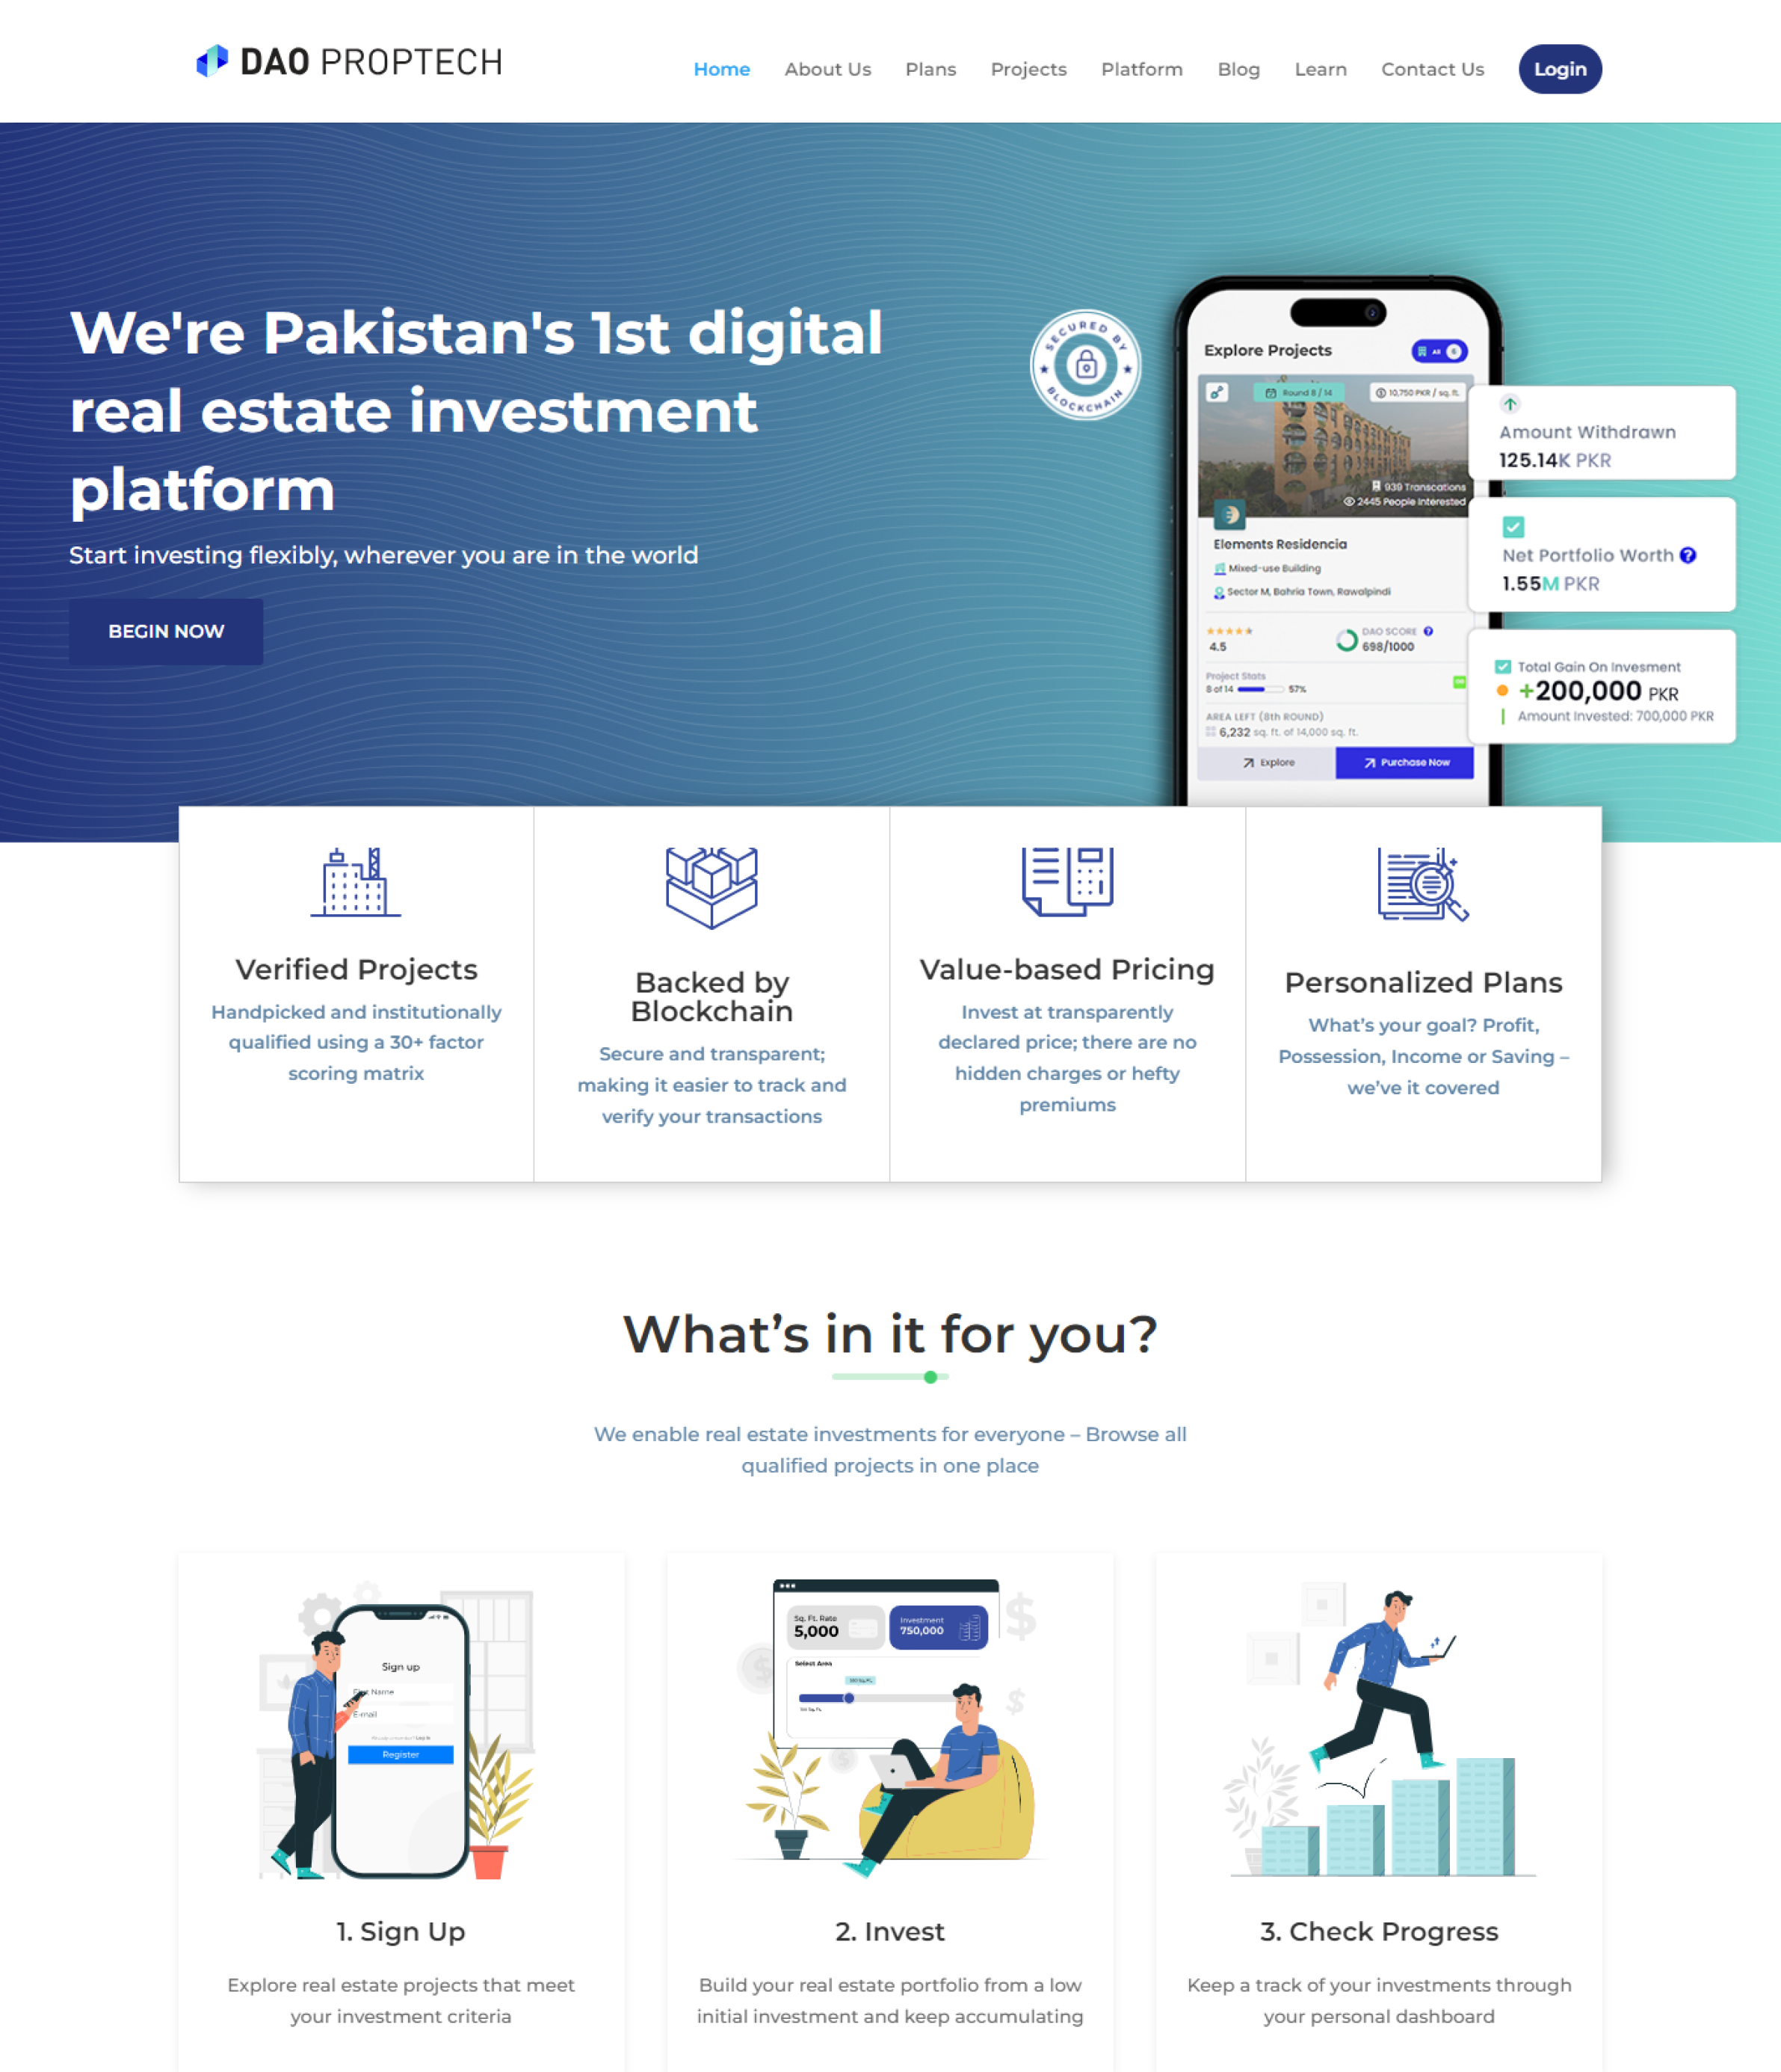 DAO PROPTECH
Home
About Us
Plans
Projects
Platform
Blog
Learn
Contact Us
Login
We're Pakistan's 1st digital
real estate investment
platform
Start investing flexibly, wherever you are in the world
BEGIN NOW
SECURED BY
BLOCKCHAIN
Explore Projects
All 6
Round 8 / 14
10,750 PKR / sq. ft.
939 Transcations
2445 People Interested
Elements Residencia
Mixed-use Building
Sector M, Bahria Town, Rawalpindi
4.5
DAO SCORE ?
698/1000
Project Stats
8 of 14
57%
AREA LEFT (8th ROUND)
6,232 sq. ft. of 14,000 sq. ft.
Explore
Purchase Now
Amount Withdrawn
125.14K PKR
Net Portfolio Worth ?
1.55M PKR
Total Gain On Invesment
+200,000 PKR
Amount Invested: 700,000 PKR
Verified Projects
Handpicked and institutionally
qualified using a 30+ factor
scoring matrix
Backed by
Blockchain
Secure and transparent;
making it easier to track and
verify your transactions
Value-based Pricing
Invest at transparently
declared price; there are no
hidden charges or hefty
premiums
Personalized Plans
What’s your goal? Profit,
Possession, Income or Saving –
we’ve it covered
What’s in it for you?
We enable real estate investments for everyone – Browse all
qualified projects in one place
Sign up
First Name
E-mail
Log in
Register
1. Sign Up
Explore real estate projects that meet
your investment criteria
Sq. Ft. Rate
5,000
Investment
750,000
Select Area
2. Invest
Build your real estate portfolio from a low
initial investment and keep accumulating
3. Check Progress
Keep a track of your investments through
your personal dashboard